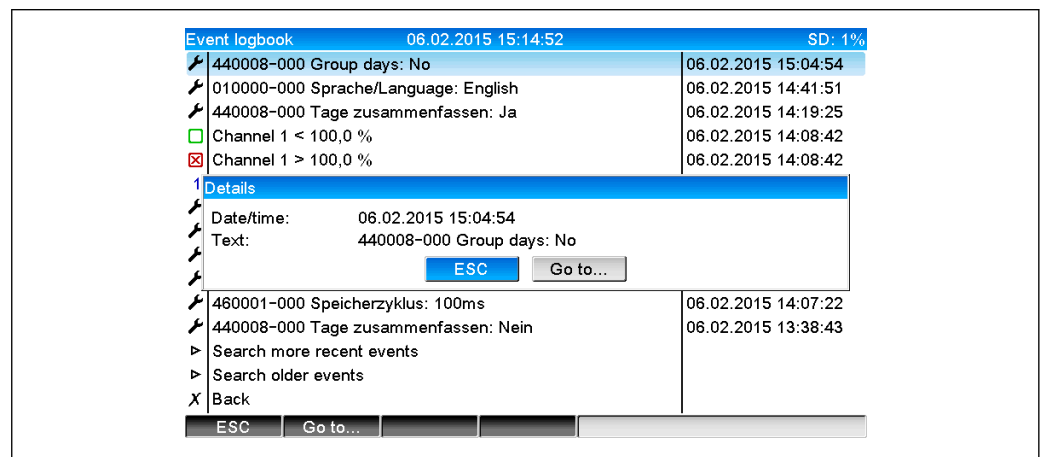 Event logbook 06.02.2015 15:14:52 SD: 1%
440008-000 Group days: No 06.02.2015 15:04:54
010000-000 Sprache/Language: English 06.02.2015 14:41:51
440008-000 Tage zusammenfassen: Ja 06.02.2015 14:19:25
Channel 1 < 100,0 % 06.02.2015 14:08:42
Channel 1 > 100,0 % 06.02.2015 14:08:42
1
Details
Date/time: 06.02.2015 15:04:54
Text: 440008-000 Group days: No
ESC Go to...
460001-000 Speicherzyklus: 100ms 06.02.2015 14:07:22
440008-000 Tage zusammenfassen: Nein 06.02.2015 13:38:43
Search more recent events
Search older events
X Back
ESC Go to...